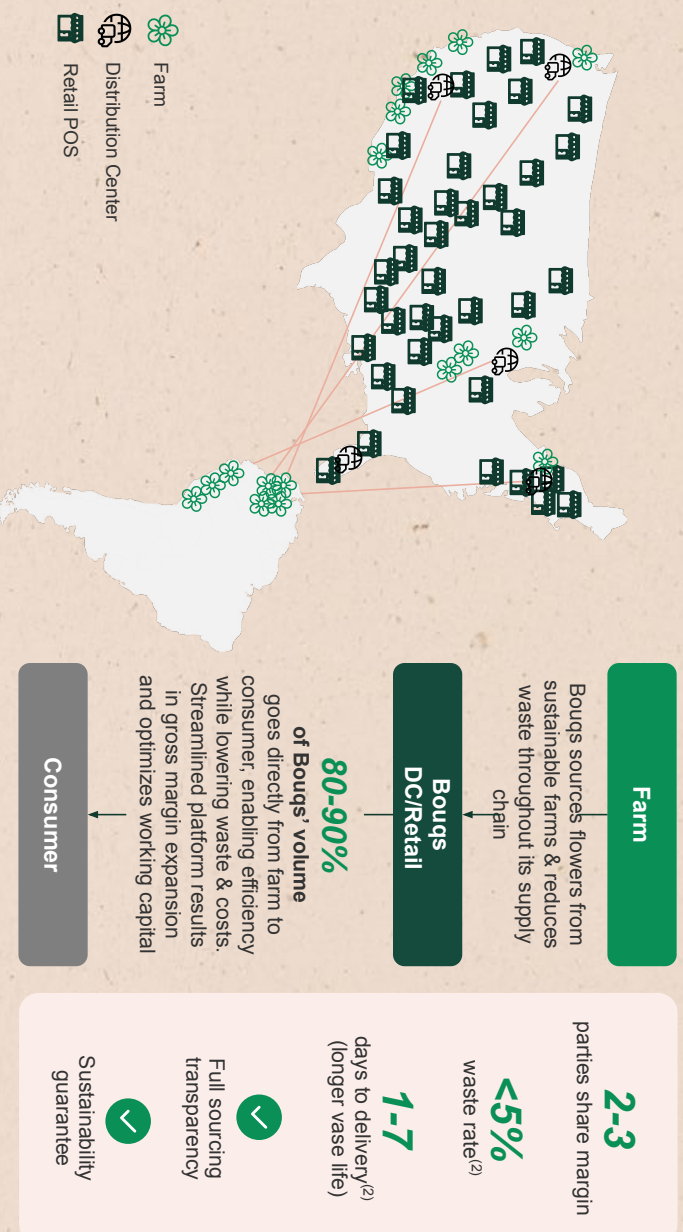 Farm
Distribution Center
Retail POS
Farm
Bouqs sources flowers from
sustainable farms & reduces
waste throughout its supply
chain
Bouqs
DC/Retail
80-90%
of Bouqs’ volume
goes directly from farm to
consumer, enabling efficiency
while lowering waste & costs.
Streamlined platform results
in gross margin expansion
and optimizes working capital
Consumer
2-3
parties share margin
<5%
waste rate(2)
1-7
days to delivery(2)
(longer vase life)
Full sourcing
transparency
Sustainability
guarantee